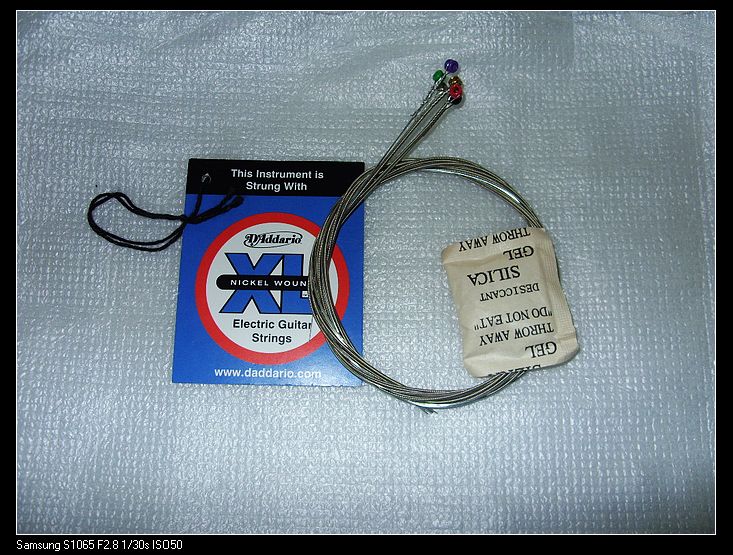 This Instrument is
Strung With
D'Addario
XL
NICKEL WOUN
Electric Guitar
Strings
www.daddario.com
THROW AWAY
GEL
SILICA
DESICCANT
"DO NOT EAT"
THROW AWAY
GEL
Samsung S1065 F2.8 1/30s ISO50